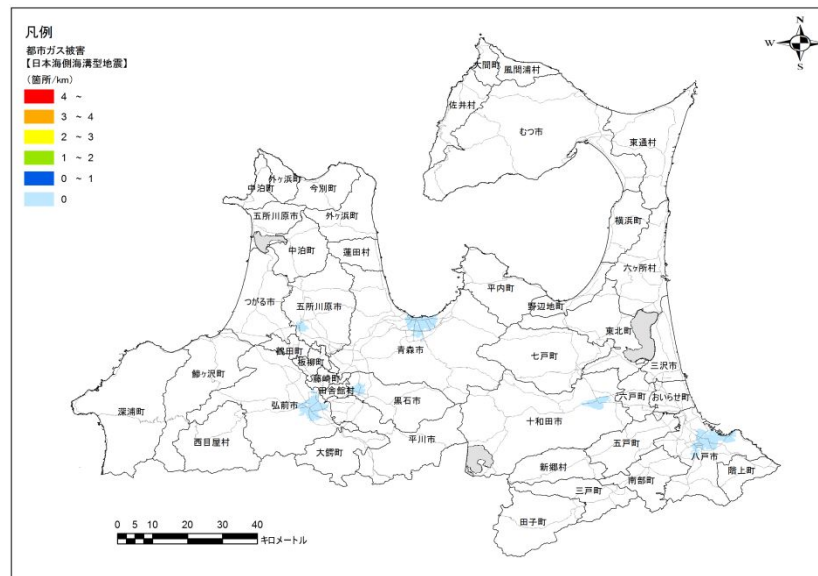 凡例
都市ガス被害
【日本海側海溝型地震】
(箇所/km)
4 ~
3 ~ 4
2 ~ 3
1 ~ 2
0 ~ 1
0
N
W
E
S
大間町
風間浦村
佐井村
むつ市
東通村
外ヶ浜町
中泊町
今別町
五所川原市
外ヶ浜町
横浜町
中泊町
蓬田村
六ヶ所村
平内町
つがる市
五所川原市
野辺地町
東北町
青森市
七戸町
鶴田町
板柳町
三沢市
鰺ヶ沢町
藤崎町
田舎館村
六戸町
おいらせ町
深浦町
弘前市
黒石市
十和田市
西目屋村
平川市
五戸町
八戸市
大鰐町
新郷村
階上町
南部町
三戸町
田子町
0 5 10 20 30 40
キロメートル